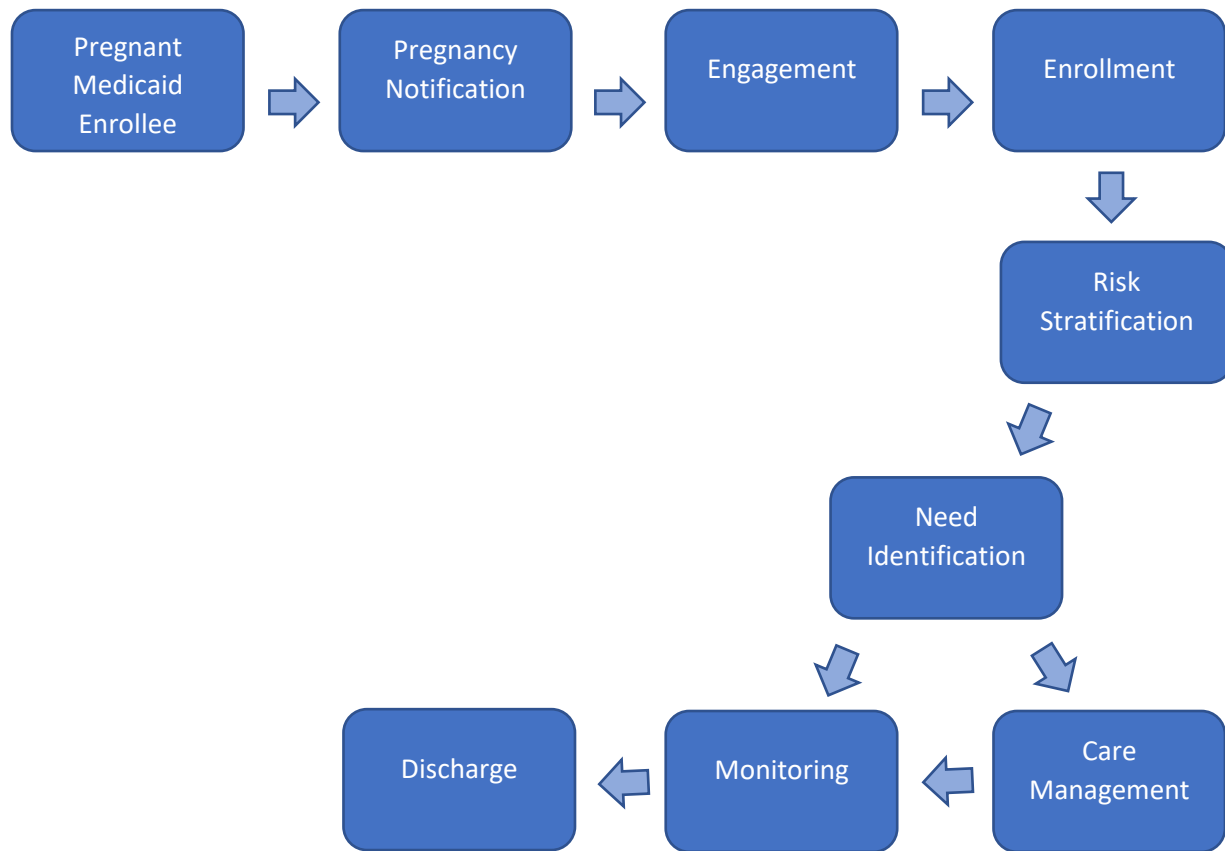 Pregnant
Medicaid
Enrollee
Pregnancy
Notification
Engagement
Enrollment
Risk
Stratification
Need
Identification
Care
Management
Monitoring
Discharge